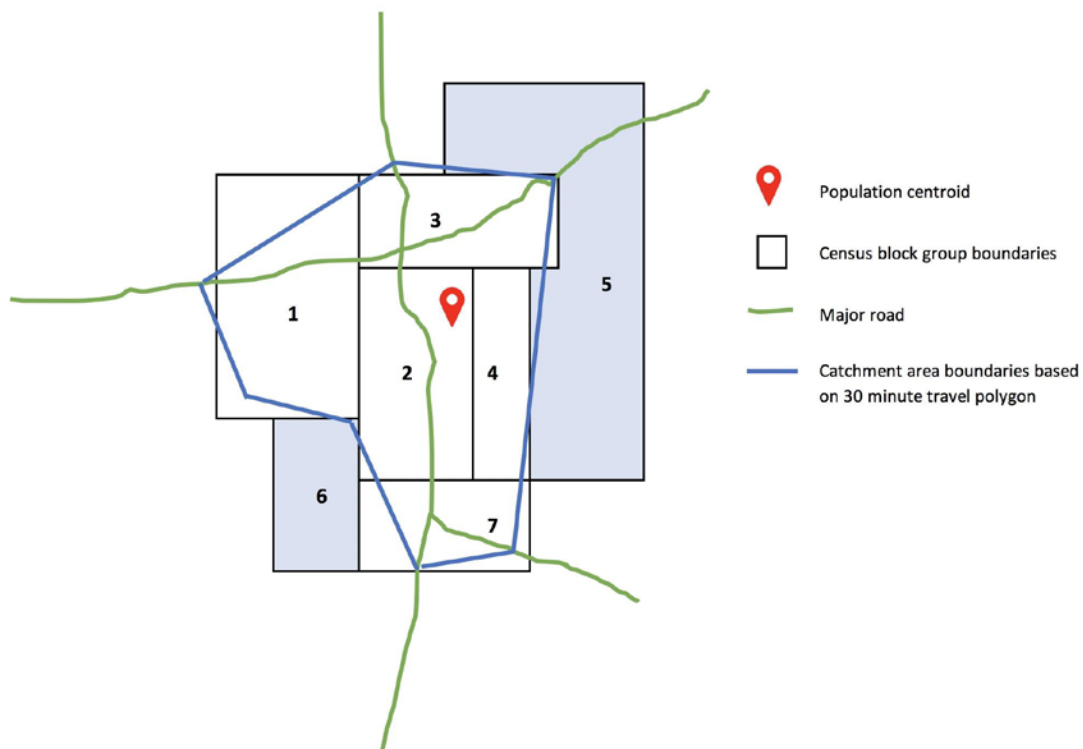 3
5
1
2
4
6
7
Population centroid
Census block group boundaries
Major road
Catchment area boundaries based
on 30 minute travel polygon